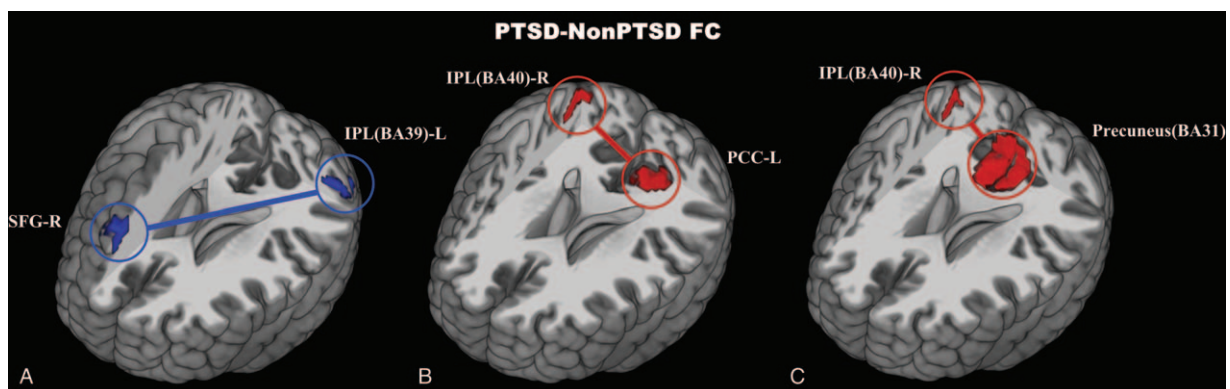 PTSD-NonPTSD FC
IPL(BA39)-L
SFG-R
A
IPL(BA40)-R
PCC-L
B
IPL(BA40)-R
Precuneus(BA31)
C